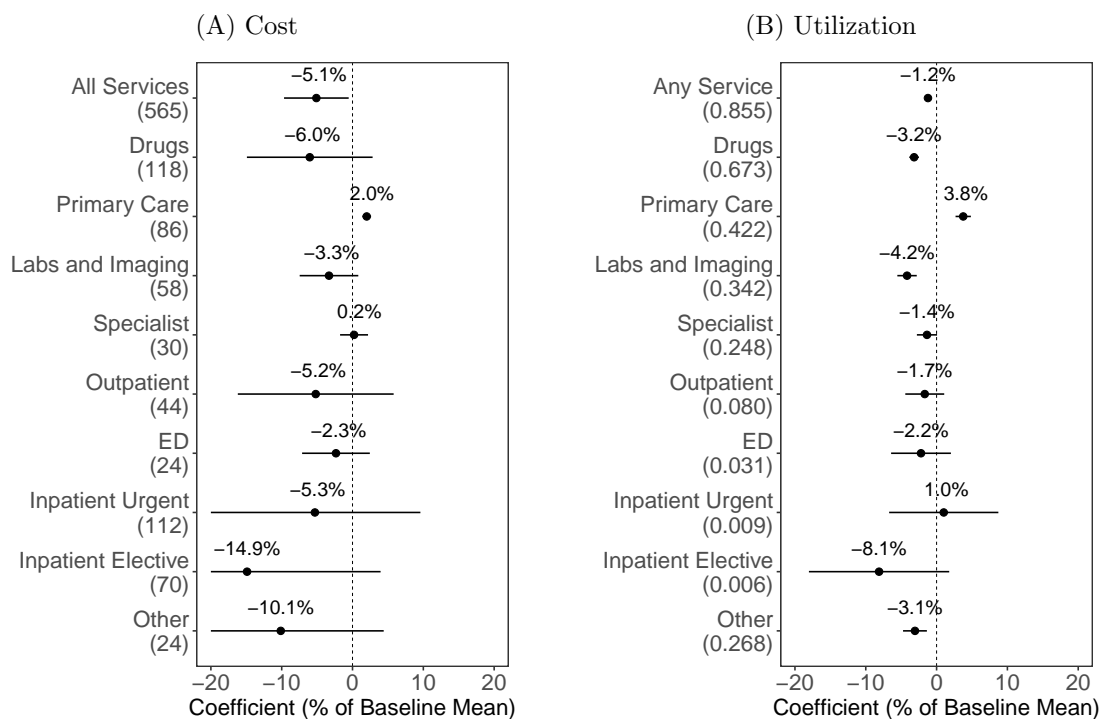 (A) Cost
−5.1%
All Services
(565)
−6.0%
Drugs
(118)
2.0%
Primary Care
(86)
−3.3%
Labs and Imaging
(58)
0.2%
Specialist
(30)
−5.2%
Outpatient
(44)
−2.3%
ED
(24)
−5.3%
Inpatient Urgent
(112)
−14.9%
Inpatient Elective
(70)
−10.1%
Other
(24)
−20 −10 0 10 20
Coefficient (% of Baseline Mean)
(B) Utilization
−1.2%
Any Service
(0.855)
−3.2%
Drugs
(0.673)
3.8%
Primary Care
(0.422)
−4.2%
Labs and Imaging
(0.342)
−1.4%
Specialist
(0.248)
−1.7%
Outpatient
(0.080)
−2.2%
ED
(0.031)
1.0%
Inpatient Urgent
(0.009)
−8.1%
Inpatient Elective
(0.006)
−3.1%
Other
(0.268)
−20 −10 0 10 20
Coefficient (% of Baseline Mean)